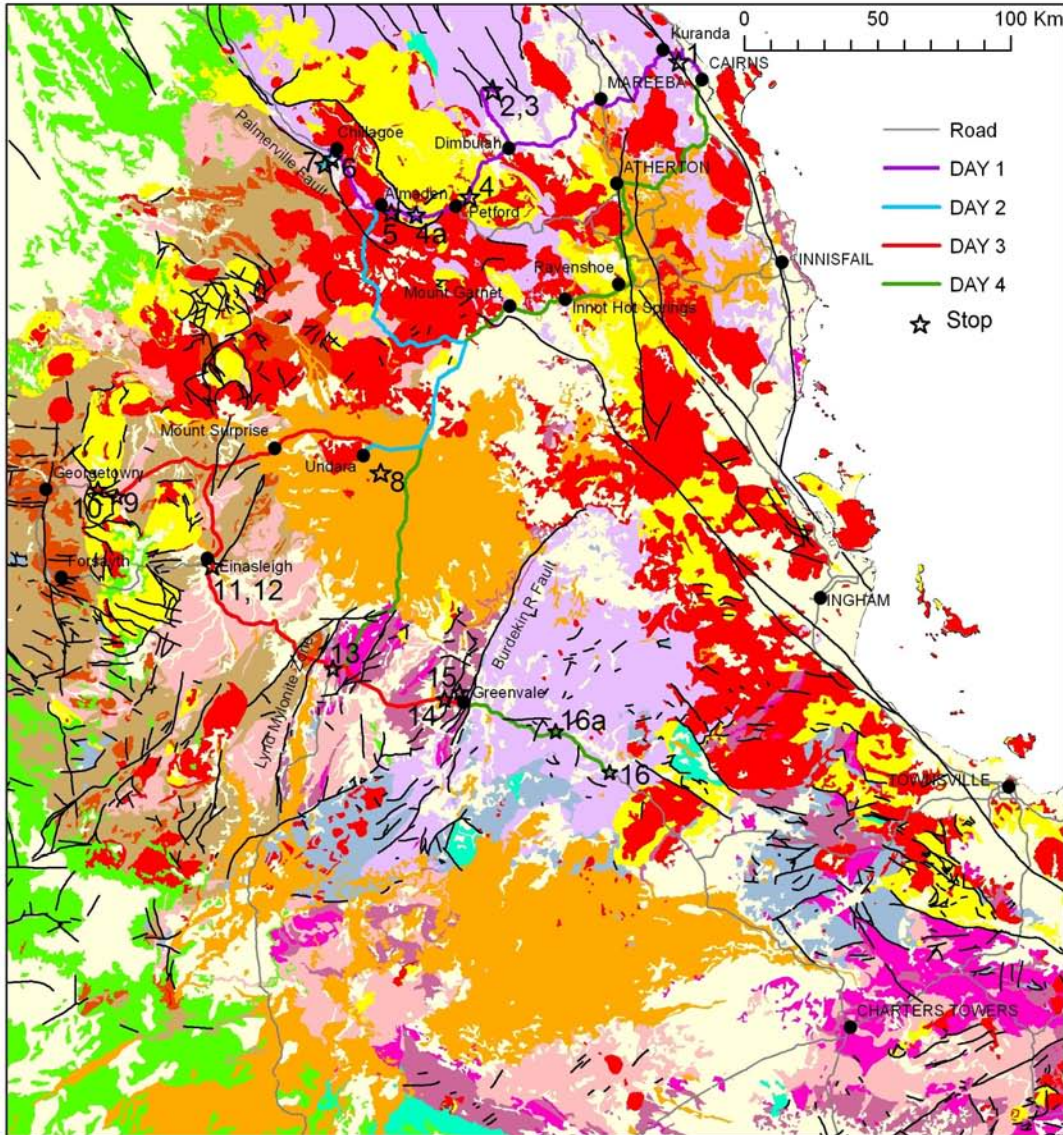 0 50 100 Km
Kuranda
1
CAIRNS
MAREEBA
2,3
Road
DAY 1
DAY 2
DAY 3
DAY 4
Stop
Chillagoe
Dimbulah
Palmerville Fault
7
6
ATHERTON
Almaden
4
5
4a
Petford
INNISFAIL
Ravenshoe
Mount Garnet
Innot Hot Springs
Mount Surprise
Undara
8
Georgetown
10
9
Forsayth
Einasleigh
11,12
Burdekin R Fault
INGHAM
13
Lynd Mylonite Zone
15
14
Greenvale
16a
16
TOWNSVILLE
CHARTERS TOWERS